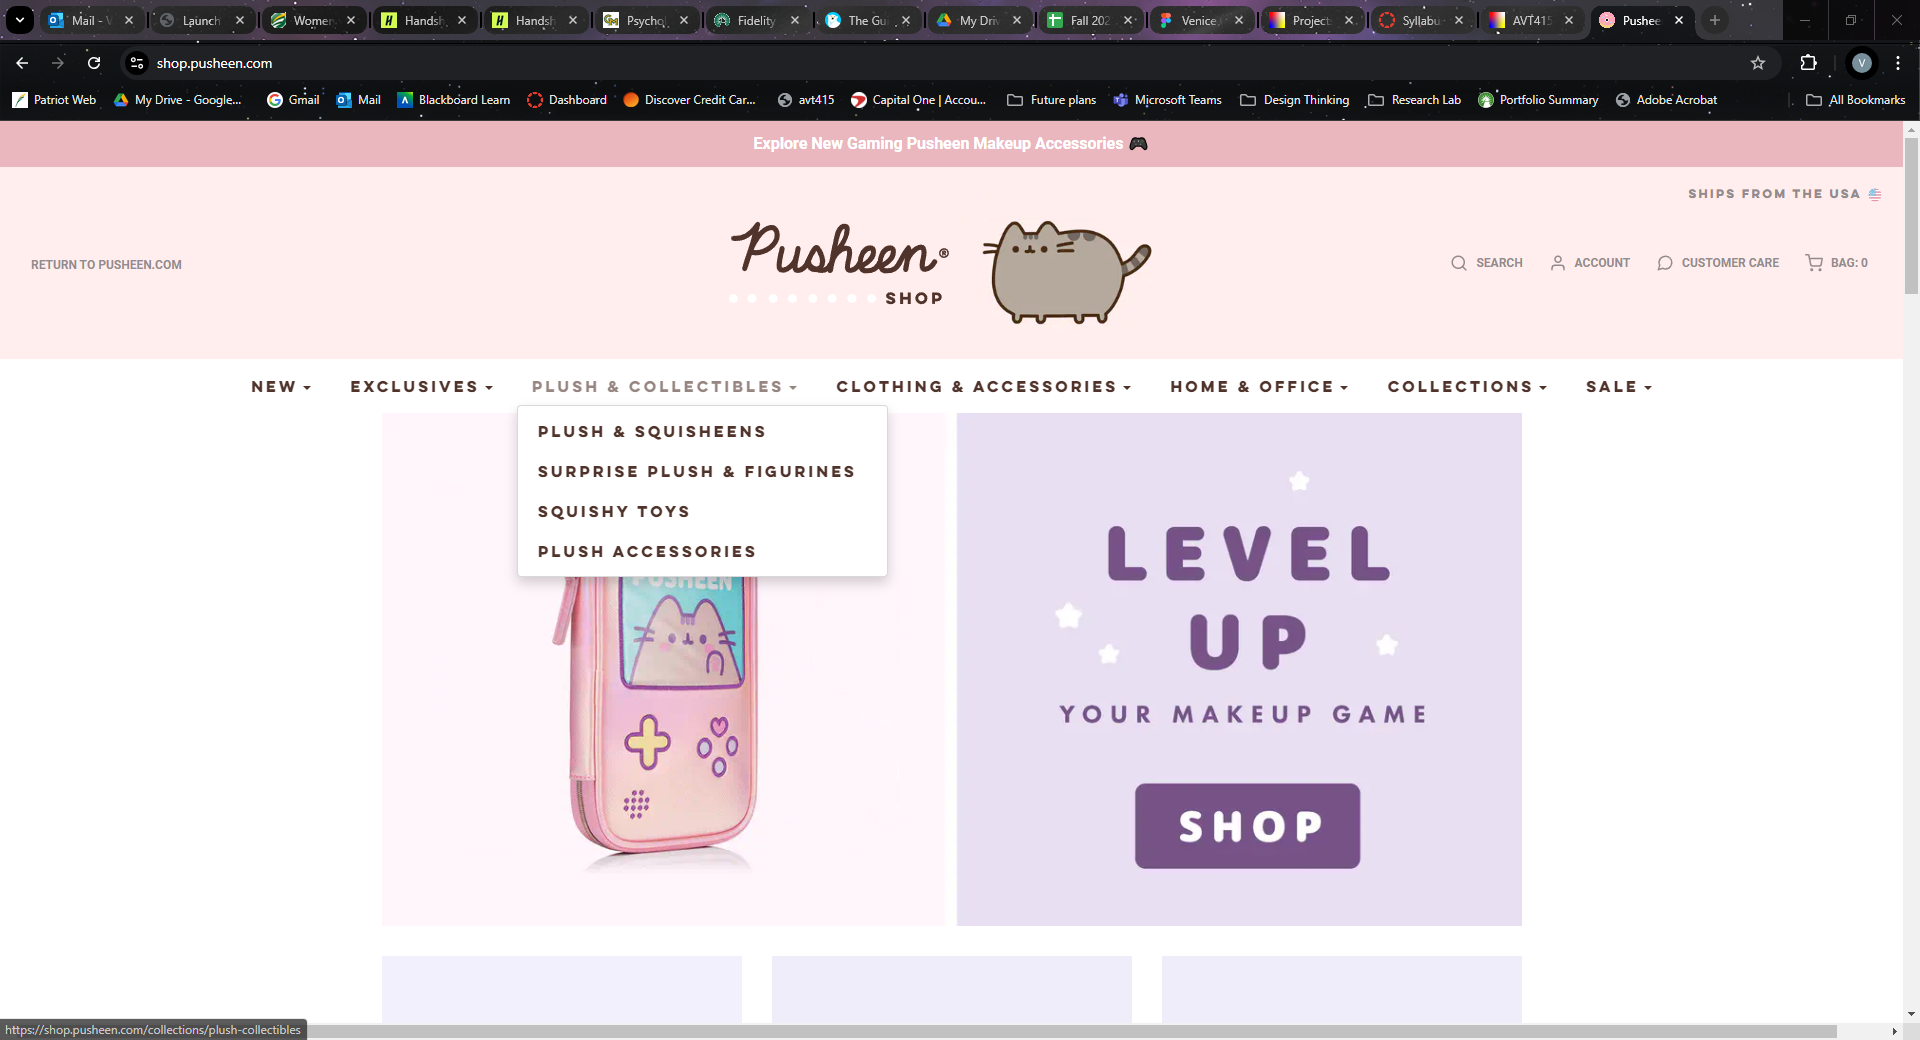 Mail - V
Launch
Women
Handsh
Handsh
Psychol
Fidelity
The Gui
My Driv
Fall 202
Venice
Project
Syllabu
AVT415
Pushee
shop.pusheen.com
V
Patriot Web
My Drive - Google...
Gmail
Mail
Blackboard Learn
Dashboard
Discover Credit Car...
avt415
Capital One | Accou...
Future plans
Microsoft Teams
Design Thinking
Research Lab
Portfolio Summary
Adobe Acrobat
All Bookmarks
Explore New Gaming Pusheen Makeup Accessories 🎮
SHIPS FROM THE USA
RETURN TO PUSHEEN.COM
Pusheen®
SHOP
SEARCH
ACCOUNT
CUSTOMER CARE
BAG: 0
NEW
EXCLUSIVES
PLUSH & COLLECTIBLES
CLOTHING & ACCESSORIES
HOME & OFFICE
COLLECTIONS
SALE
PLUSH & SQUISHEENS
SURPRISE PLUSH & FIGURINES
SQUISHY TOYS
PLUSH ACCESSORIES
PUSHEEN
LEVEL
UP
YOUR MAKEUP GAME
SHOP
https://shop.pusheen.com/collections/plush-collectibles